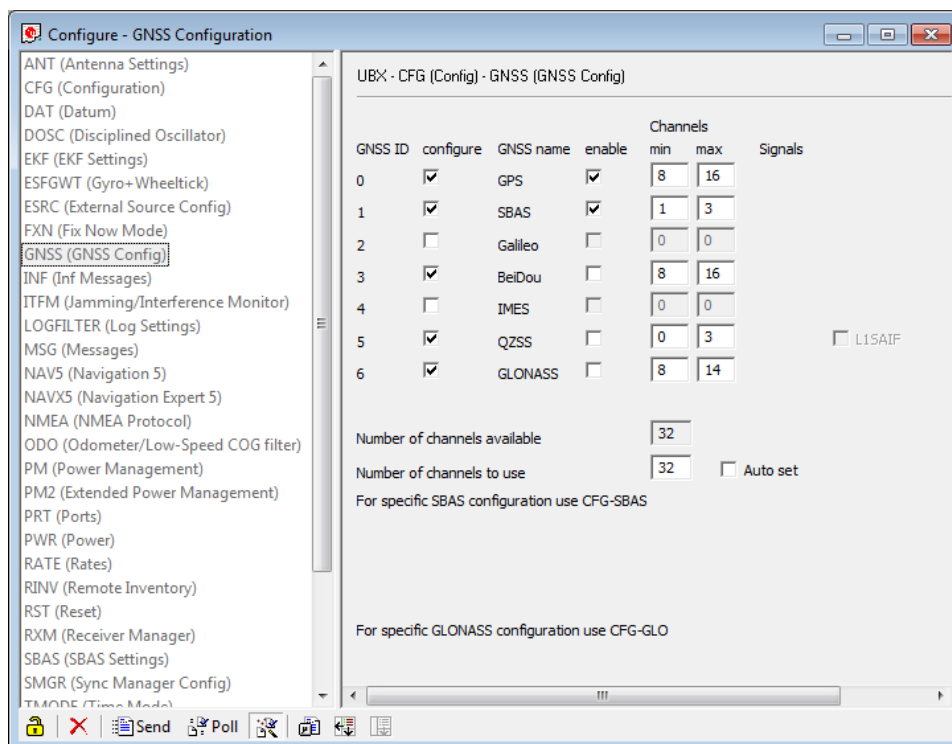 Configure - GNSS Configuration
ANT (Antenna Settings)
CFG (Configuration)
DAT (Datum)
DOSC (Disciplined Oscillator)
EKF (EKF Settings)
ESFGWT (Gyro+Wheeltick)
ESRC (External Source Config)
FXN (Fix Now Mode)
GNSS (GNSS Config)
INF (Inf Messages)
ITFM (Jamming/Interference Monitor)
LOGFILTER (Log Settings)
MSG (Messages)
NAV5 (Navigation 5)
NAVX5 (Navigation Expert 5)
NMEA (NMEA Protocol)
ODO (Odometer/Low-Speed COG filter)
PM (Power Management)
PM2 (Extended Power Management)
PRT (Ports)
PWR (Power)
RATE (Rates)
RINV (Remote Inventory)
RST (Reset)
RXM (Receiver Manager)
SBAS (SBAS Settings)
SMGR (Sync Manager Config)
TMODE (Time Mode)
UBX - CFG (Config) - GNSS (GNSS Config)
Channels
GNSS ID configure GNSS name enable min max Signals
0 GPS 8 16
1 SBAS 1 3
2 Galileo 0 0
3 BeiDou 8 16
4 IMES 0 0
5 QZSS 0 3 L1SAIF
6 GLONASS 8 14
Number of channels available 32
Number of channels to use 32 Auto set
For specific SBAS configuration use CFG-SBAS
For specific GLONASS configuration use CFG-GLO
Send Poll